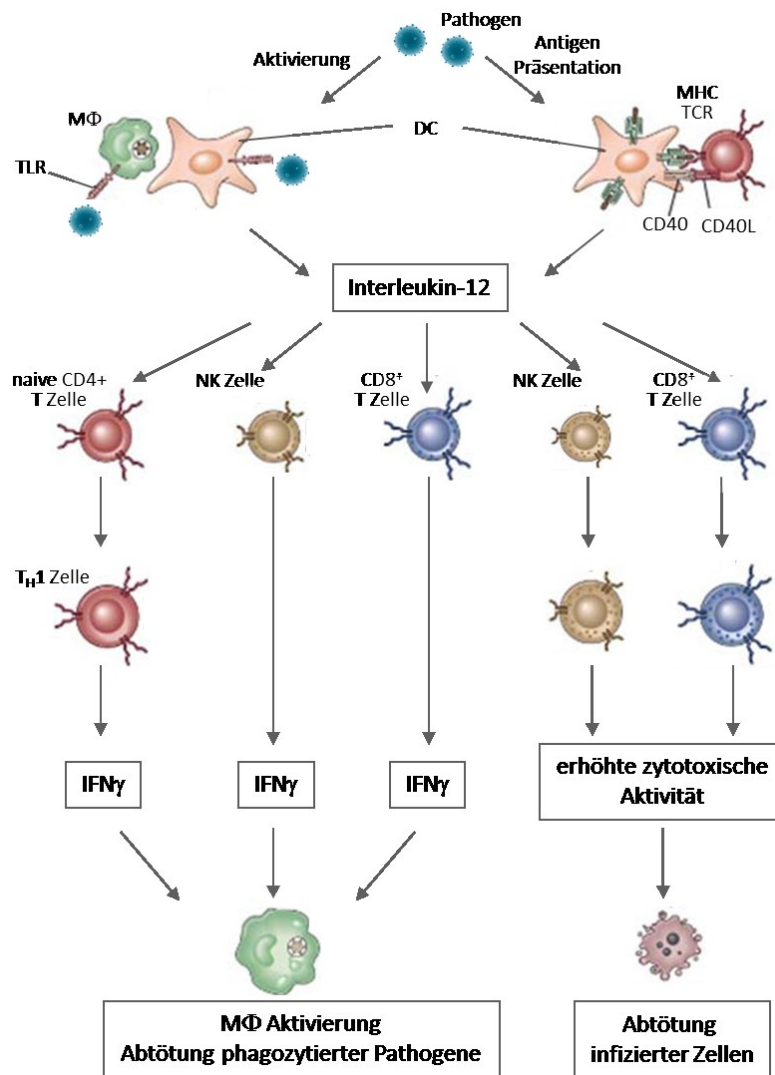 Pathogen
Aktivierung
Antigen
Präsentation
MΦ
MHC
TCR
DC
TLR
CD40
CD40L
Interleukin-12
naive CD4+
T Zelle
NK Zelle
CD8+
T Zelle
NK Zelle
CD8+
T Zelle
TH1 Zelle
IFNγ
IFNγ
IFNγ
erhöhte zytotoxische
Aktivität
MΦ Aktivierung
Abtötung phagozytierter Pathogene
Abtötung
infizierter Zellen